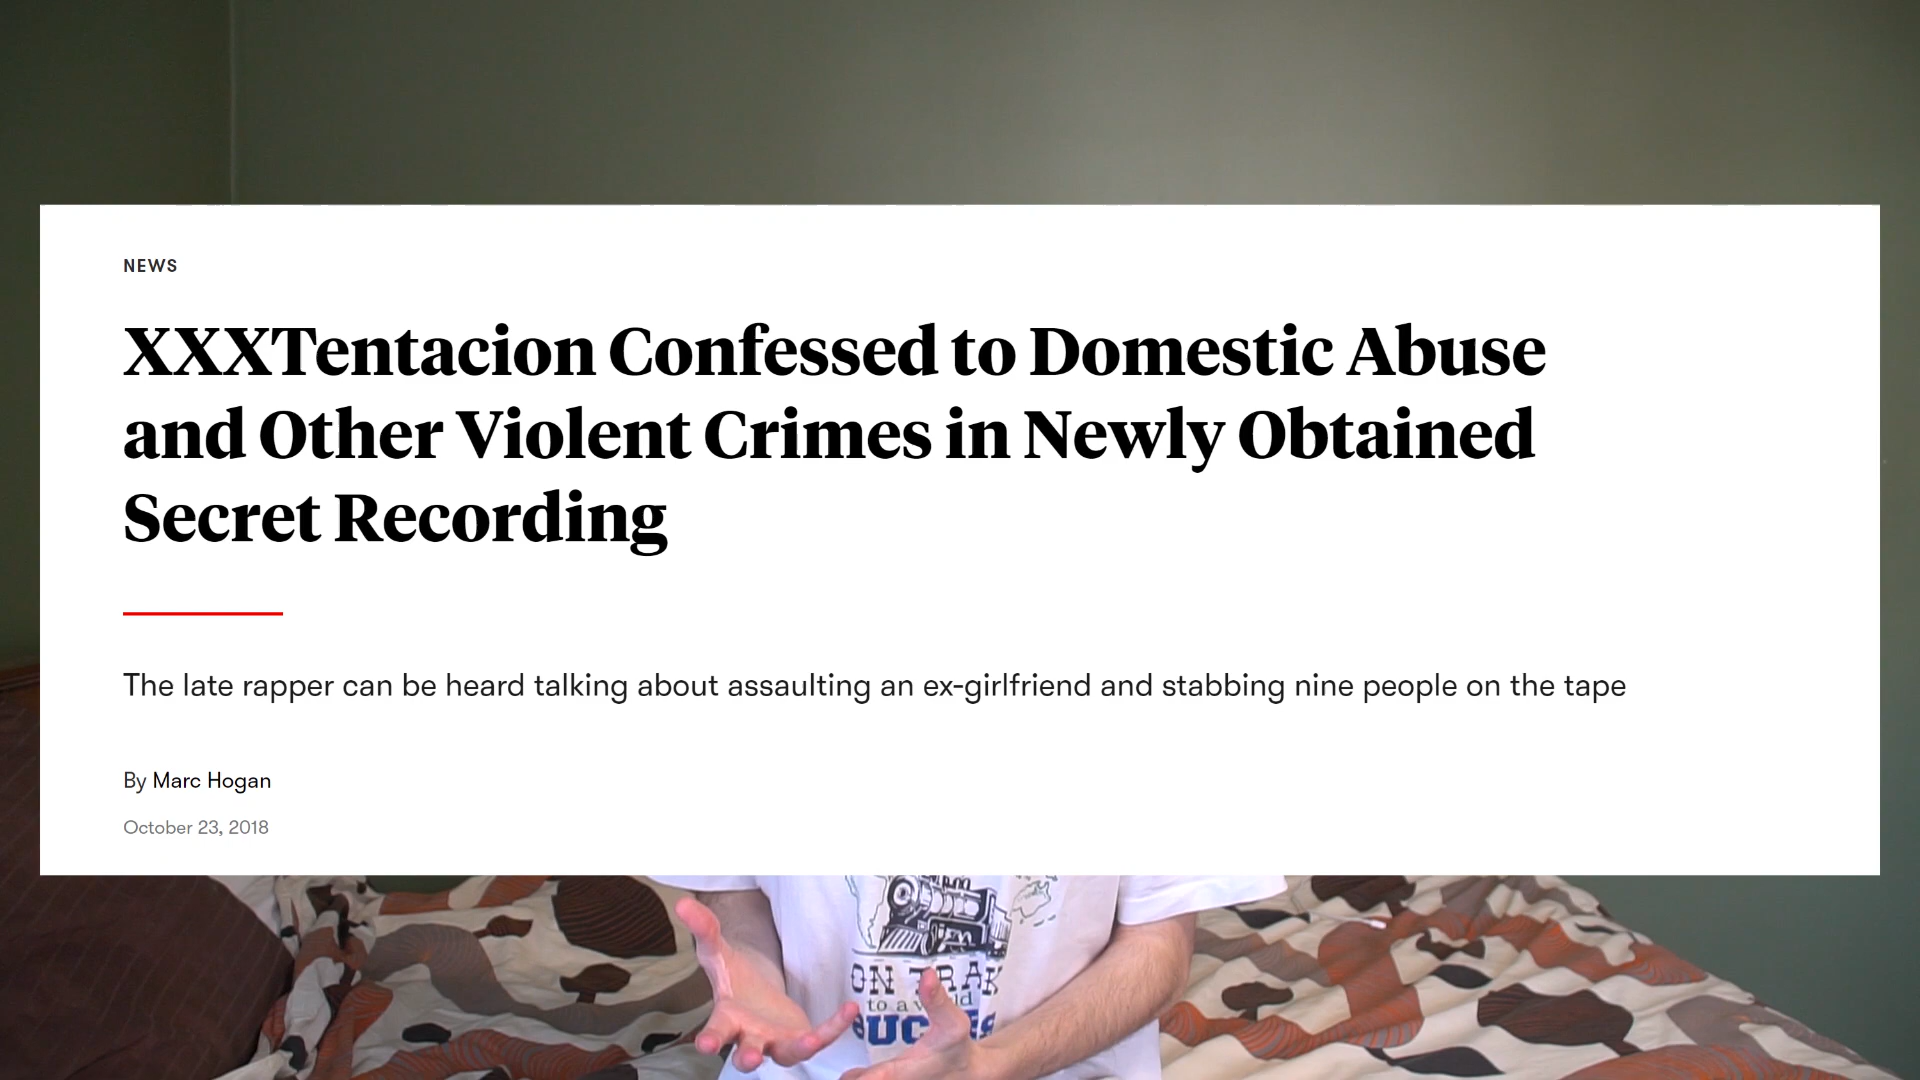 NEWS
XXXTentacion Confessed to Domestic Abuse
and Other Violent Crimes in Newly Obtained
Secret Recording
The late rapper can be heard talking about assaulting an ex-girlfriend and stabbing nine people on the tape
By Marc Hogan
October 23, 2018
ON TRAK
to a